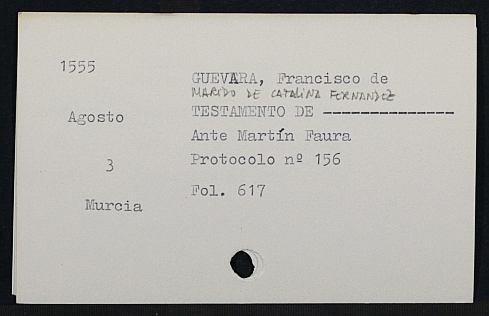 1555
GUEVARA, Francisco de
MARIDO DE CATALINA FERNANDEZ
Agosto
TESTAMENTO DE ---------------
Ante Martín Faura
3
Protocolo nº 156
Murcia
Fol. 617